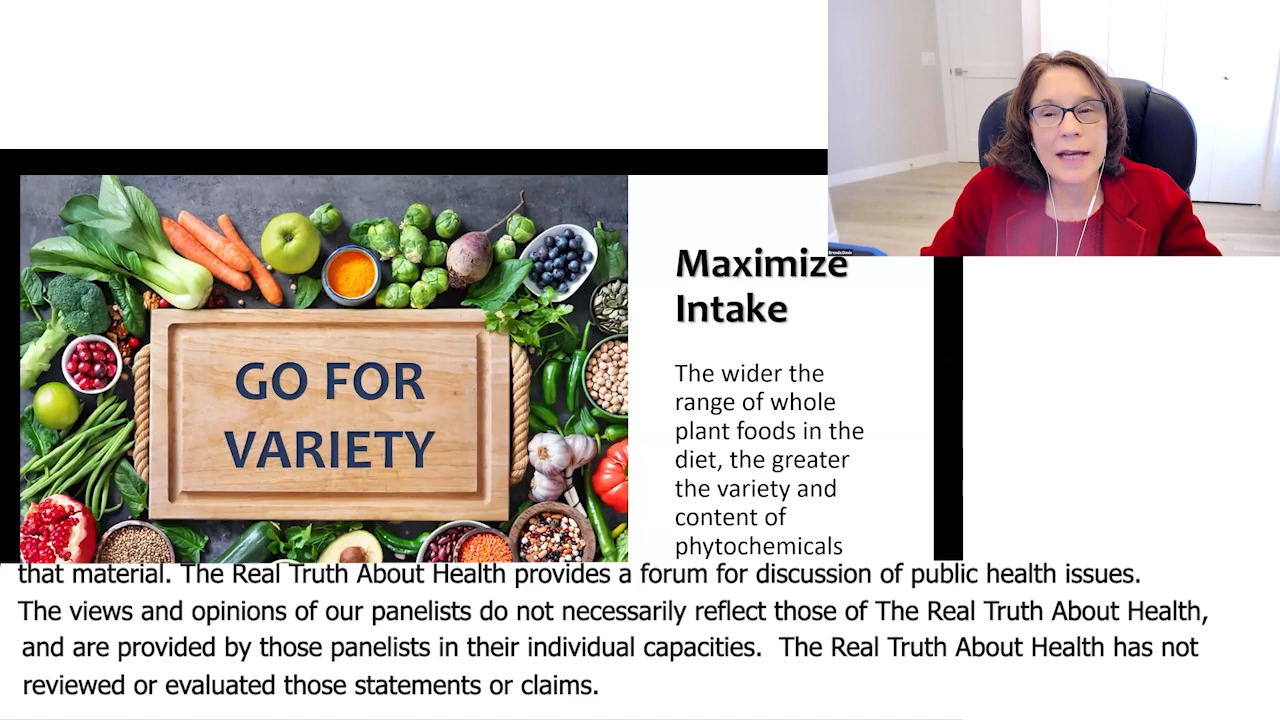 GO FOR
VARIETY
Maximize
Intake
The wider the
range of whole
plant foods in the
diet, the greater
the variety and
content of
phytochemicals
Brenda Davis
that material. The Real Truth About Health provides a forum for discussion of public health issues.
The views and opinions of our panelists do not necessarily reflect those of The Real Truth About Health,
and are provided by those panelists in their individual capacities.  The Real Truth About Health has not
reviewed or evaluated those statements or claims.